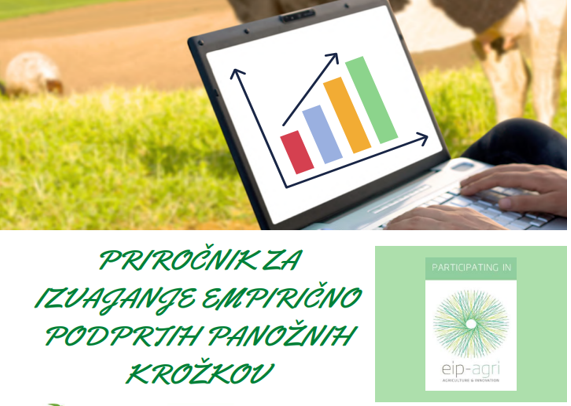 PRIROČNIK ZA
IZVAJANJE EMPIRIČNO
PODPRTIH PANOŽNIH
KROŽKOV
PARTICIPATING IN
eip-agri
AGRICULTURE & INNOVATION